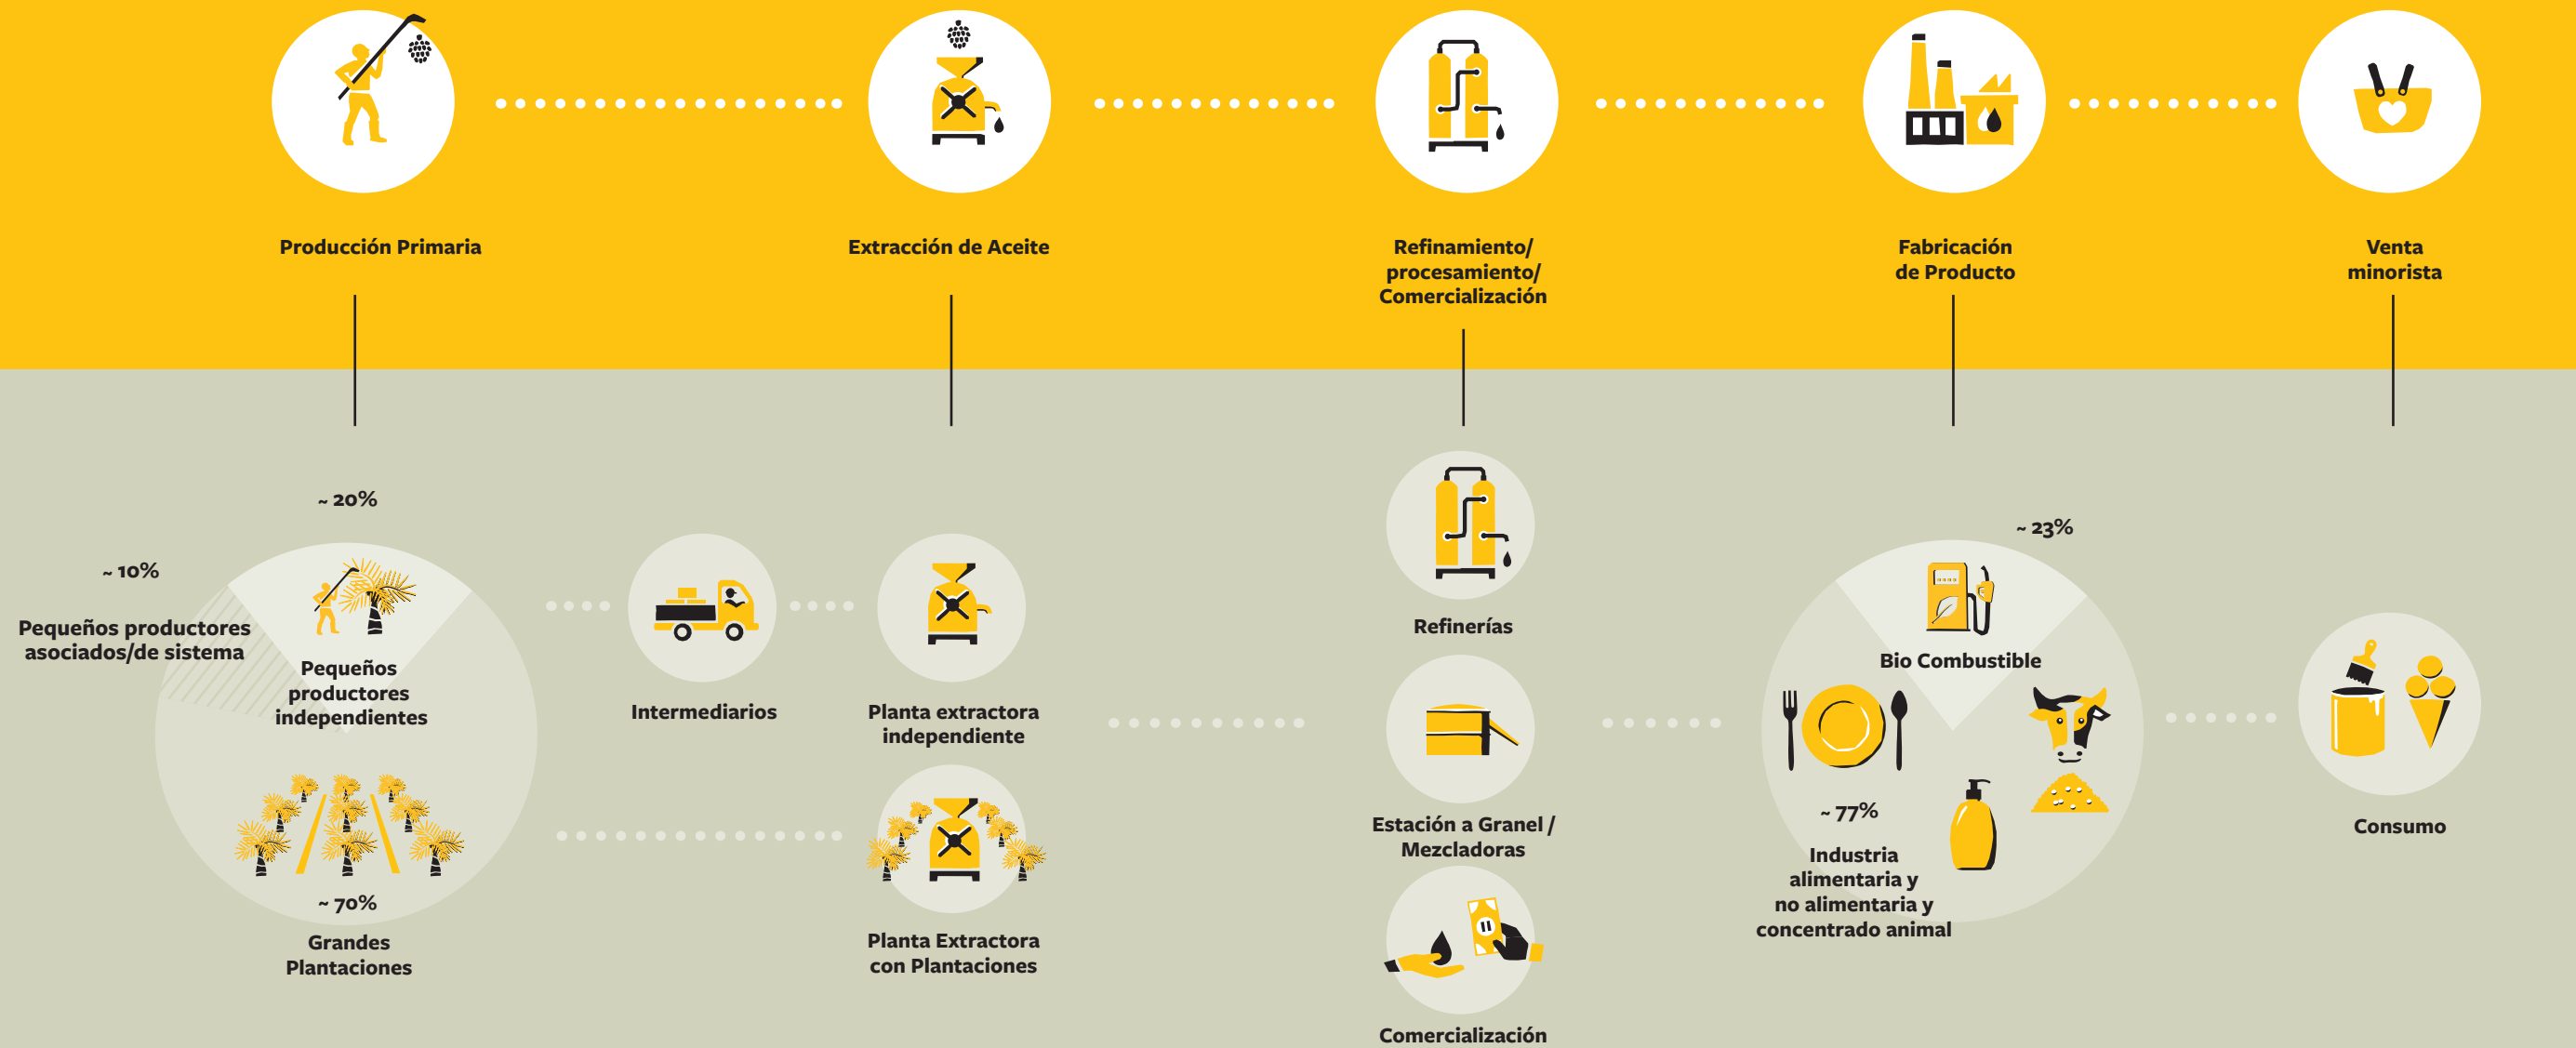 Producción Primaria
Extracción de Aceite
Refinamiento/
procesamiento/
Comercialización
Fabricación
de Producto
Venta
minorista
~ 20%
~ 10%
Pequeños productores
asociados/de sistema
Pequeños
productores
independientes
~ 70%
Grandes
Plantaciones
Intermediarios
Planta extractora
independiente
Planta Extractora
con Plantaciones
Refinerías
Estación a Granel /
Mezcladoras
Comercialización
~ 23%
Bio Combustible
~ 77%
Industria
alimentaria y
no alimentaria y
concentrado animal
Consumo